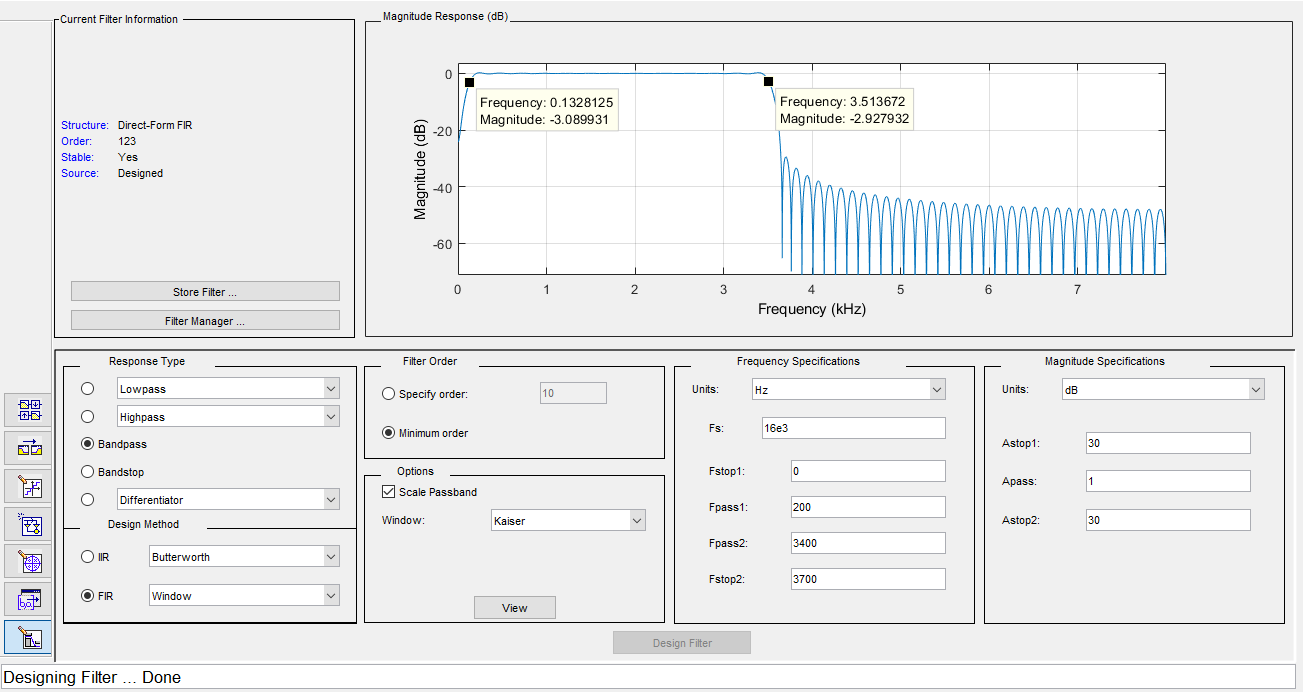 Current Filter Information
Structure: Direct-Form FIR
Order: 123
Stable: Yes
Source: Designed
Store Filter ...
Filter Manager ...
Magnitude Response (dB)
Magnitude (dB)
0
-20
-40
-60
Frequency: 0.1328125
Magnitude: -3.089931
Frequency: 3.513672
Magnitude: -2.927932
0 1 2 3 4 5 6 7
Frequency (kHz)
Response Type
Lowpass
Highpass
Bandpass
Bandstop
Differentiator
Design Method
IIR Butterworth
FIR Window
Filter Order
Specify order: 10
Minimum order
Options
Scale Passband
Window: Kaiser
View
Frequency Specifications
Units: Hz
Fs: 16e3
Fstop1: 0
Fpass1: 200
Fpass2: 3400
Fstop2: 3700
Magnitude Specifications
Units: dB
Astop1: 30
Apass: 1
Astop2: 30
Design Filter
Designing Filter ... Done